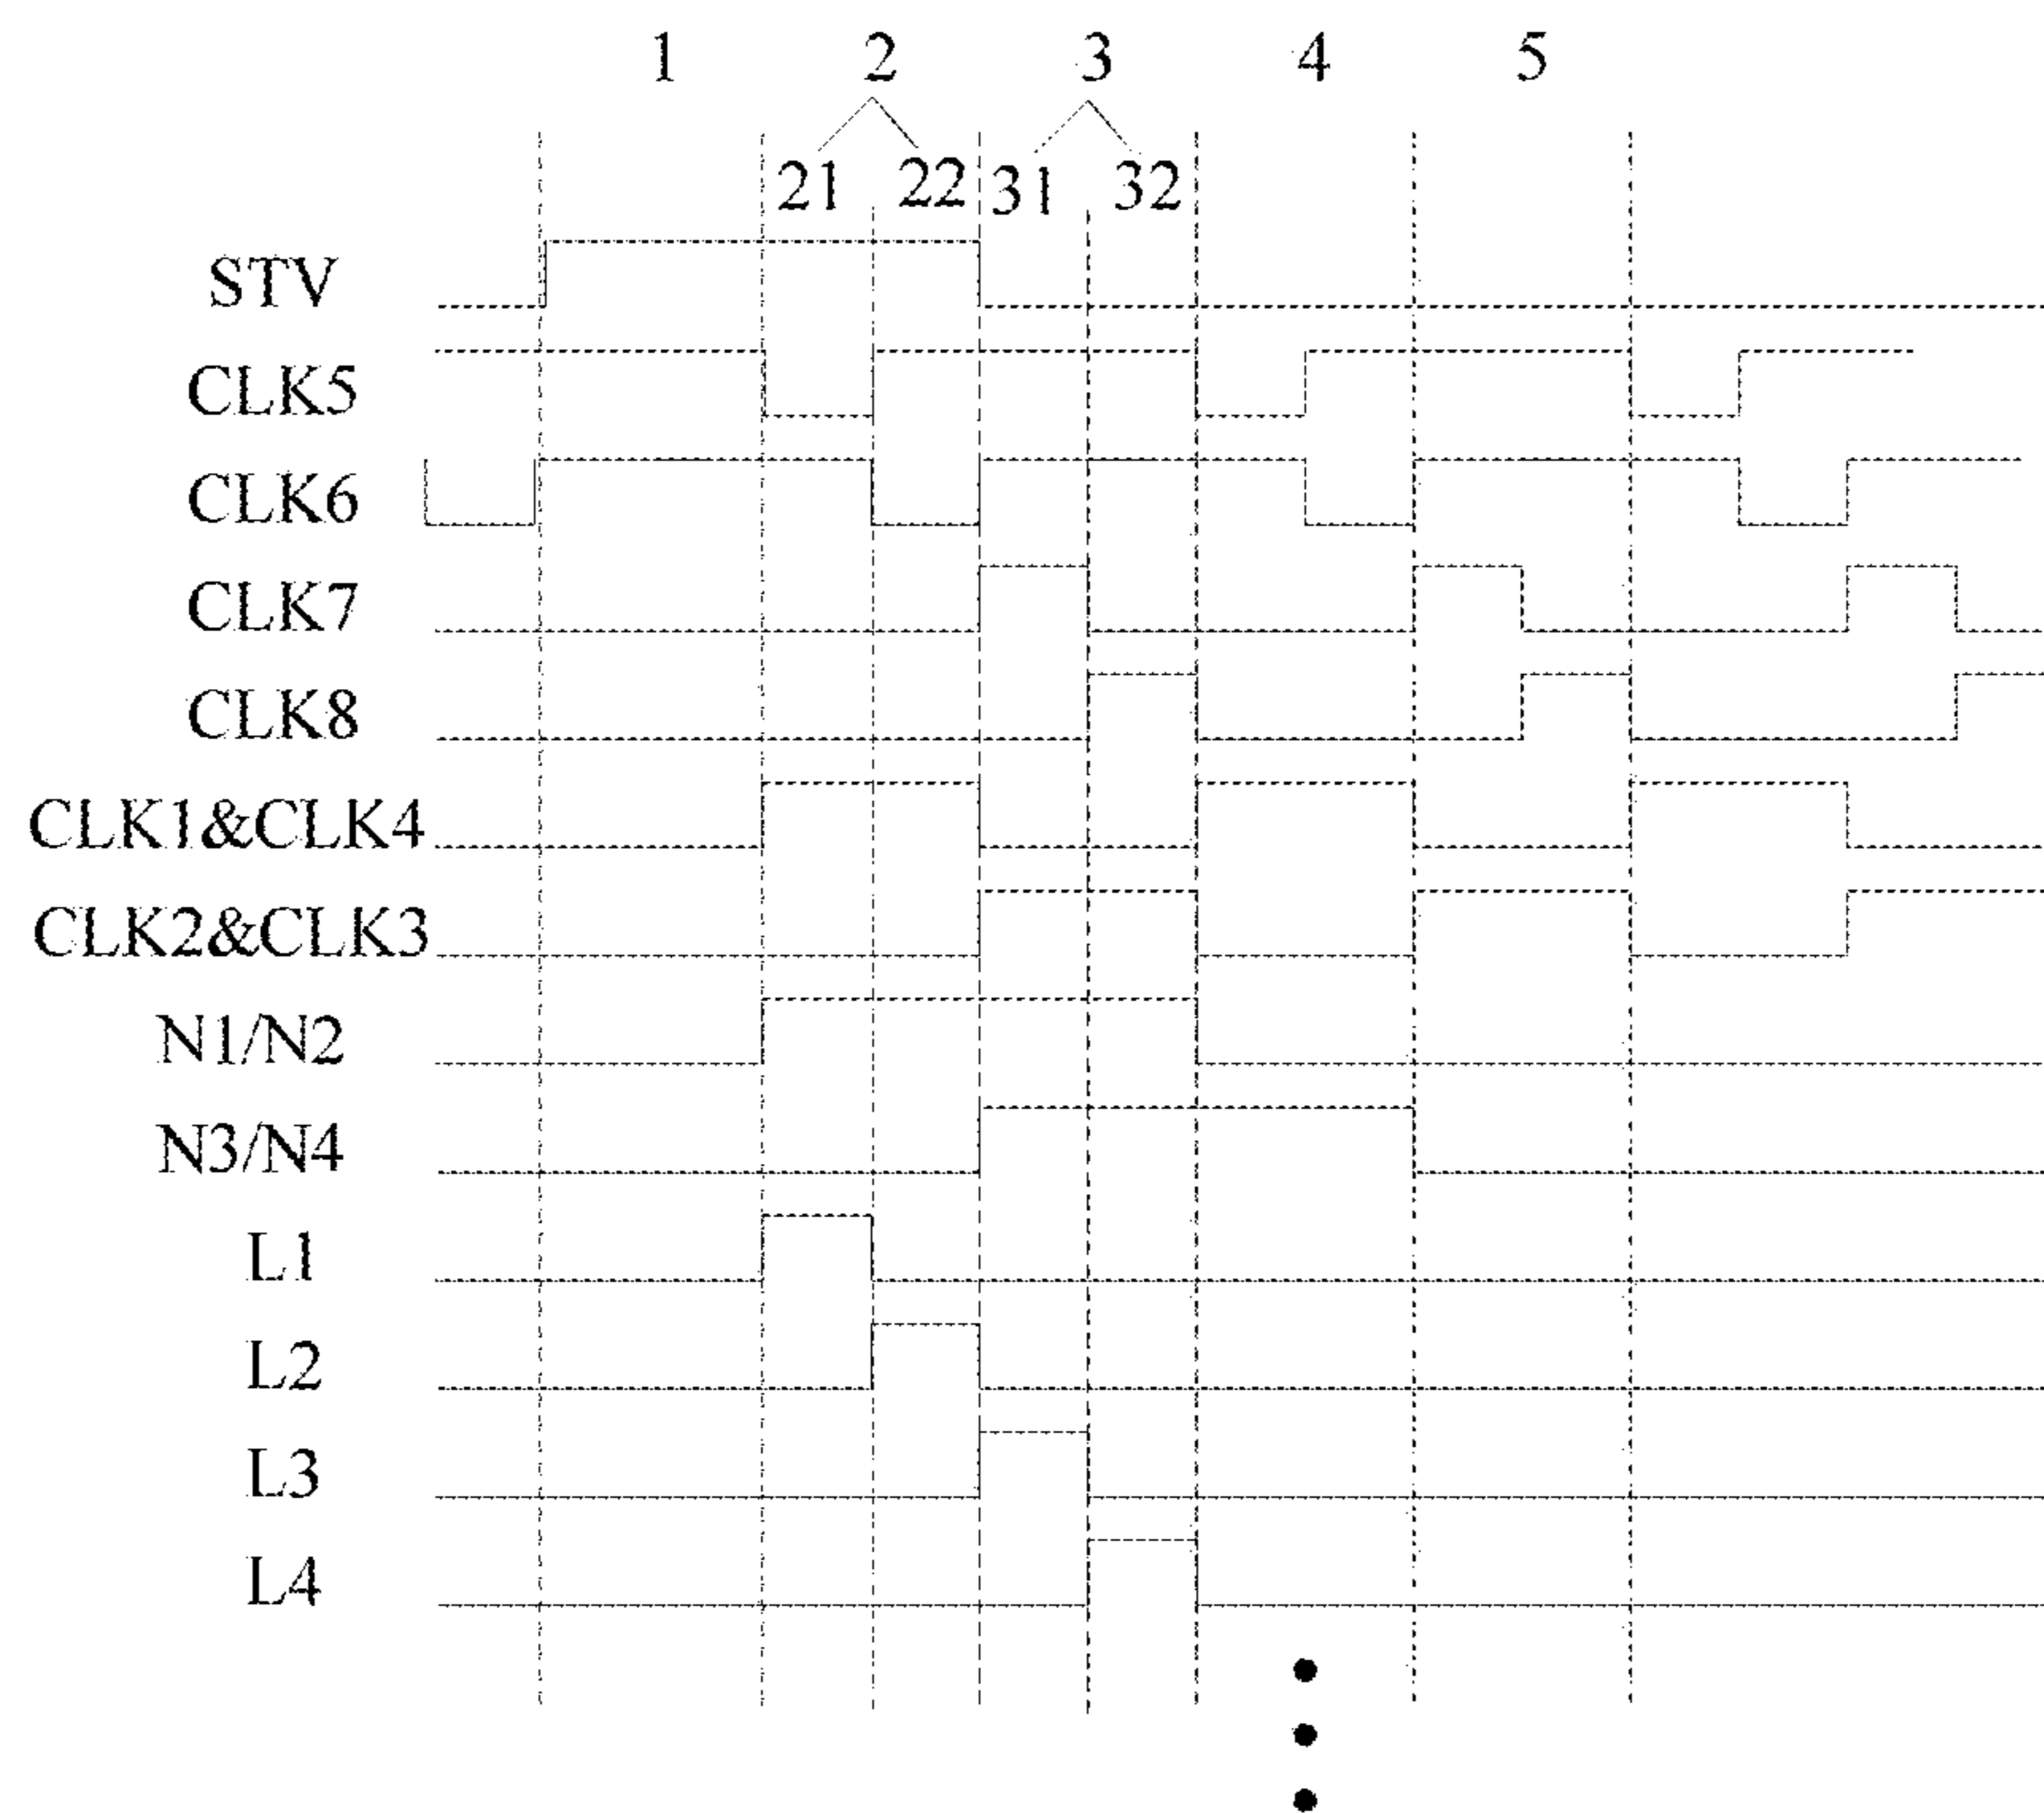 1 2 3 4 5
21 22 31 32
STV
CLK5
CLK6
CLK7
CLK8
CLK1&CLK4
CLK2&CLK3
N1/N2
N3/N4
L1
L2
L3
L4